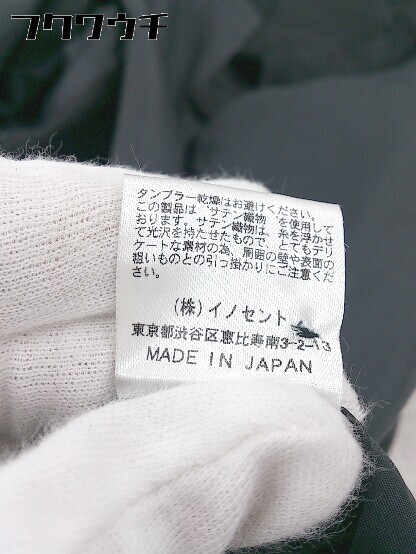 フクワウチ
タンブラー乾燥はお避けください。
この製品は、サテン織物を使用して
おります。サテン織物は、糸を浮かせ
て光沢を持たせたもので、とてもデリ
ケートな素材の為、周囲の壁や表面の
粗いものとの引っ掛かりにご注意くだ
さい。
(株)イノセント
東京都渋谷区恵比寿南3-2-13
MADE IN JAPAN